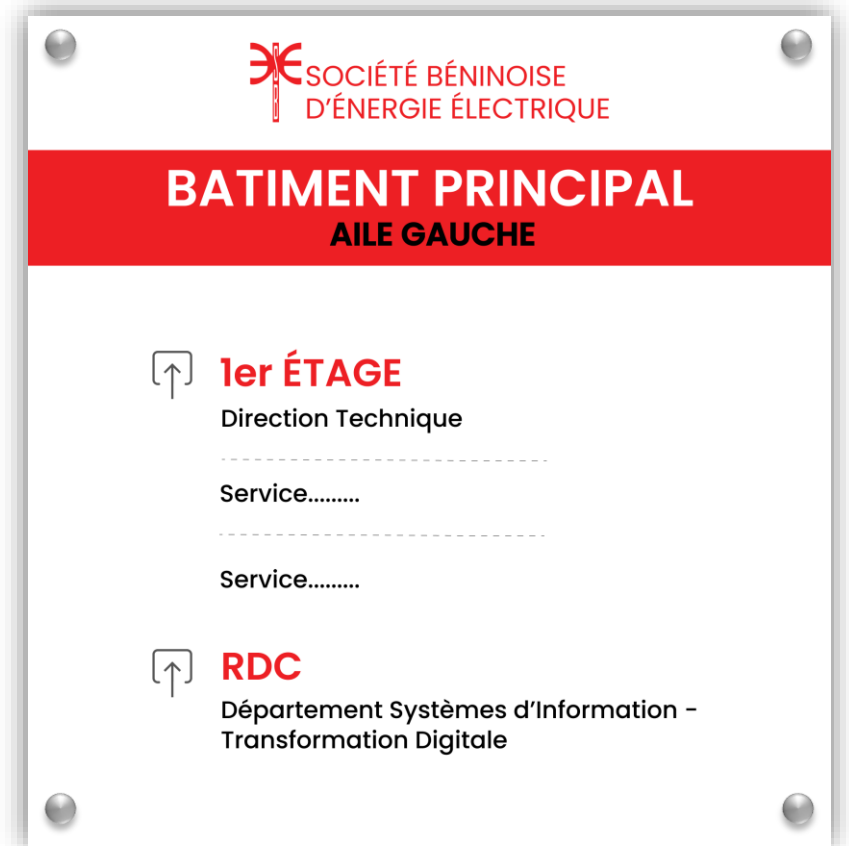 SOCIÉTÉ BÉNINOISE
D’ÉNERGIE ÉLECTRIQUE
BATIMENT PRINCIPAL
AILE GAUCHE
1er ÉTAGE
Direction Technique
Service.........
Service.........
RDC
Département Systèmes d’Information -
Transformation Digitale